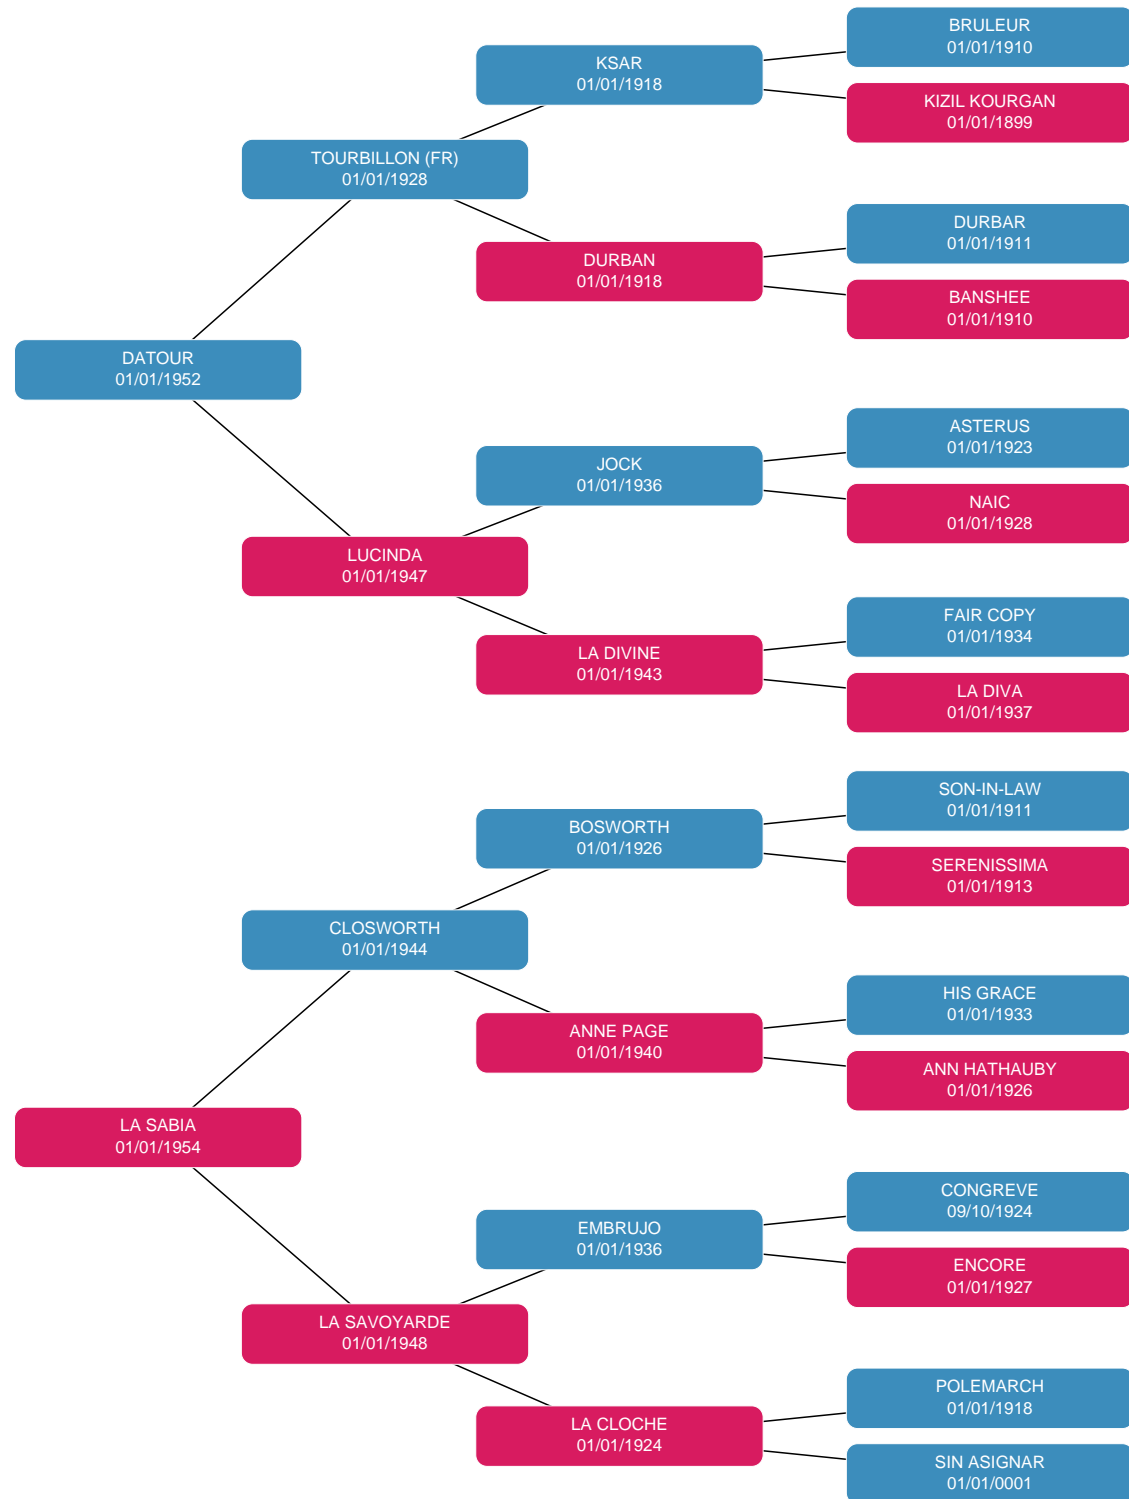 BRULEUR
01/01/1910
KSAR
01/01/1918
KIZIL KOURGAN
01/01/1899
TOURBILLON (FR)
01/01/1928
DURBAR
01/01/1911
DURBAN
01/01/1918
BANSHEE
01/01/1910
DATOUR
01/01/1952
ASTERUS
01/01/1923
JOCK
01/01/1936
NAIC
01/01/1928
LUCINDA
01/01/1947
FAIR COPY
01/01/1934
LA DIVINE
01/01/1943
LA DIVA
01/01/1937
SON-IN-LAW
01/01/1911
BOSWORTH
01/01/1926
SERENISSIMA
01/01/1913
CLOSWORTH
01/01/1944
HIS GRACE
01/01/1933
ANNE PAGE
01/01/1940
ANN HATHAUBY
01/01/1926
LA SABIA
01/01/1954
CONGREVE
09/10/1924
EMBRUJO
01/01/1936
ENCORE
01/01/1927
LA SAVOYARDE
01/01/1948
POLEMARCH
01/01/1918
LA CLOCHE
01/01/1924
SIN ASIGNAR
01/01/0001